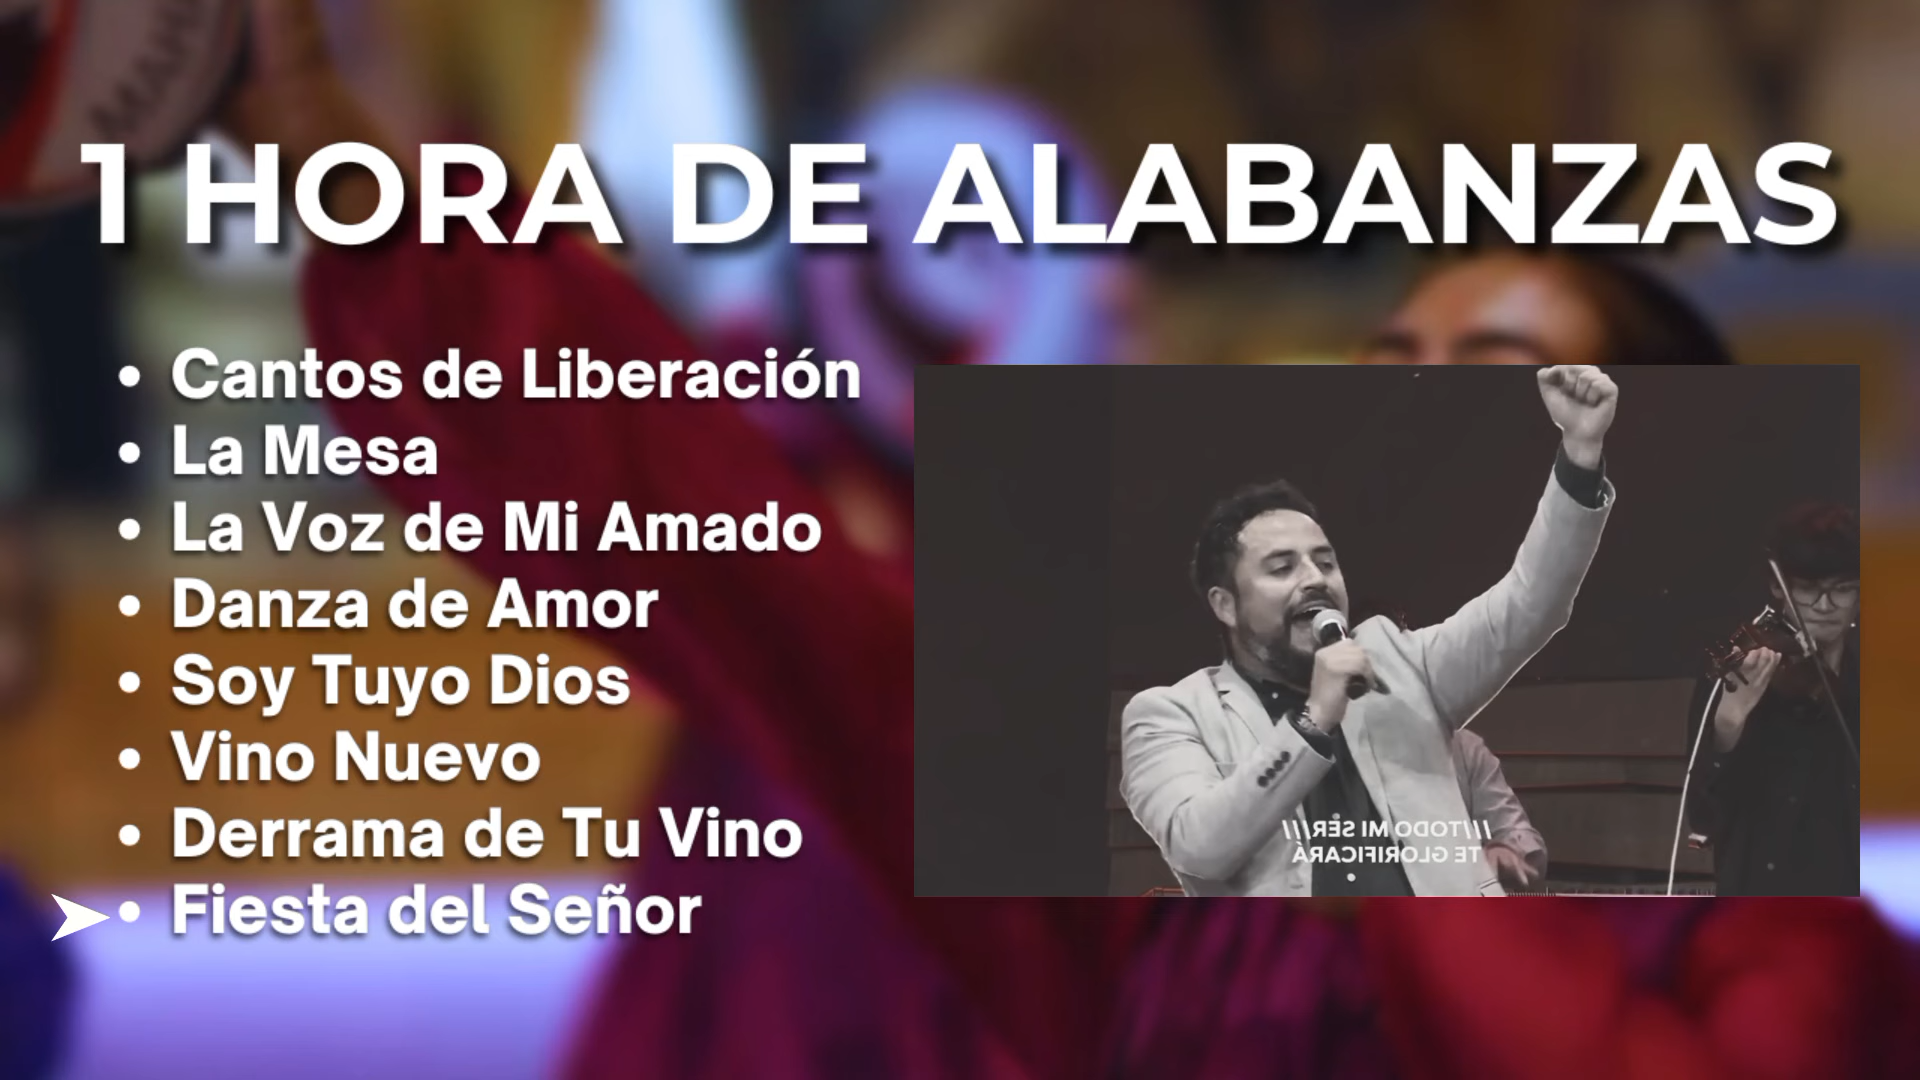 1 HORA DE ALABANZAS
• Cantos de Liberación
• La Mesa
• La Voz de Mi Amado
• Danza de Amor
• Soy Tuyo Dios
• Vino Nuevo
• Derrama de Tu Vino
• Fiesta del Señor
///TODO MI SER///
TE GLORIFICARÁ